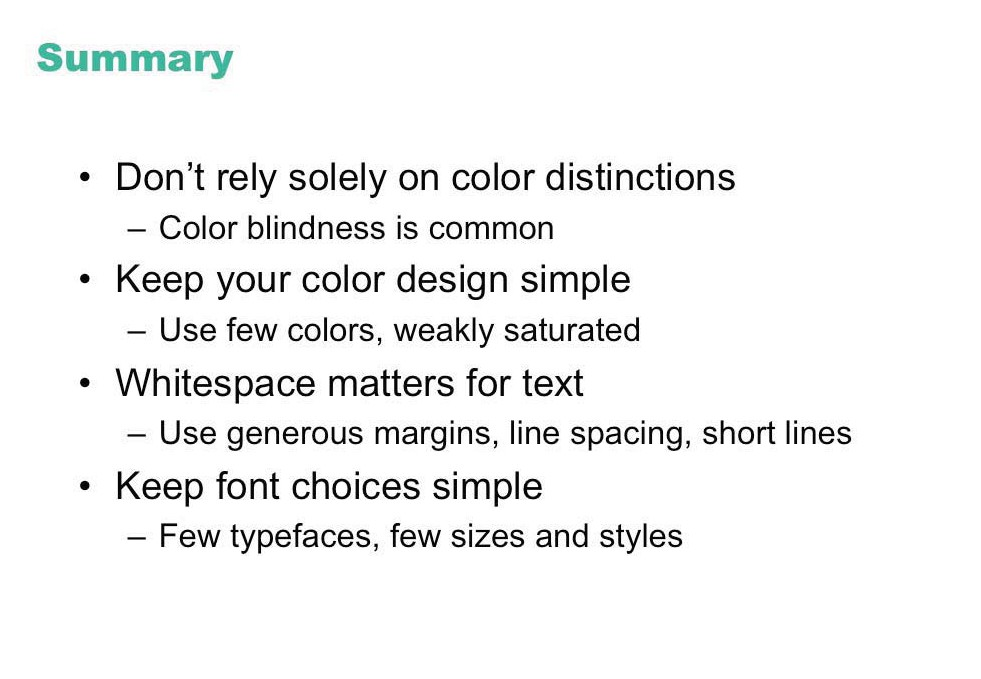 Summary
• Don’t rely solely on color distinctions
– Color blindness is common
• Keep your color design simple
– Use few colors, weakly saturated
• Whitespace matters for text
– Use generous margins, line spacing, short lines
• Keep font choices simple
– Few typefaces, few sizes and styles